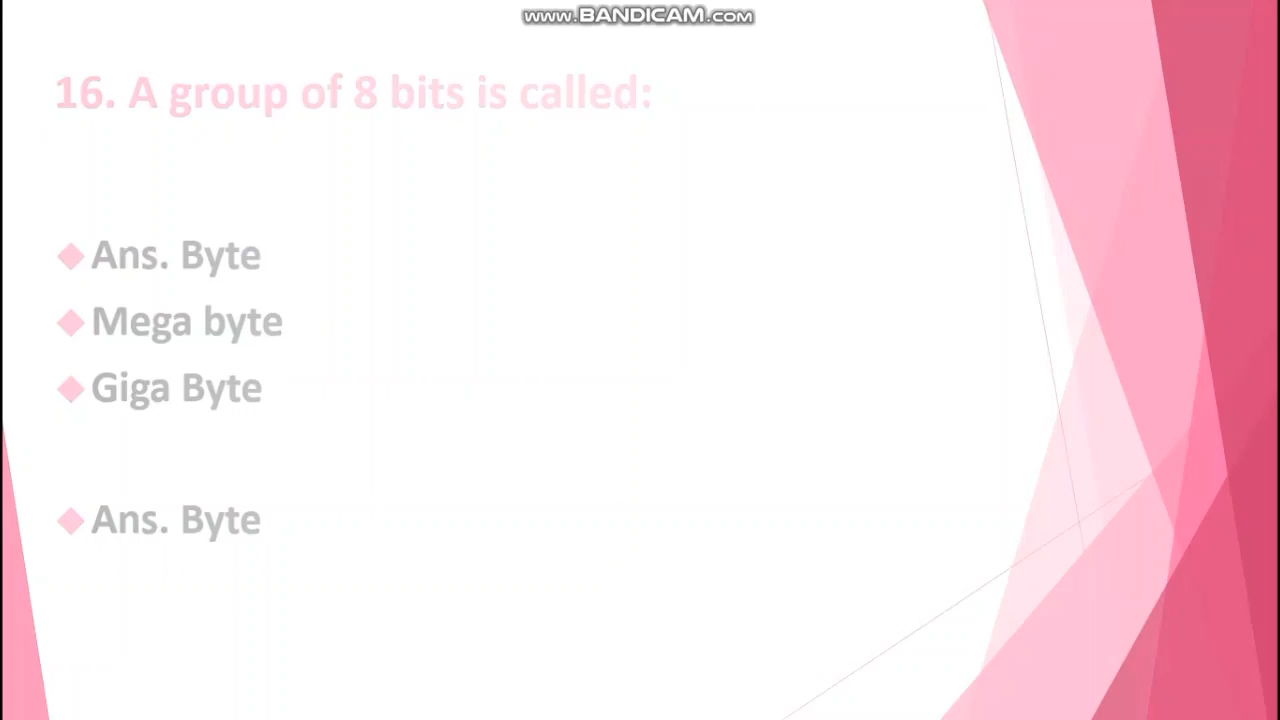 www.BANDICAM.com
16. A group of 8 bits is called:
Ans. Byte
Mega byte
Giga Byte
Ans. Byte